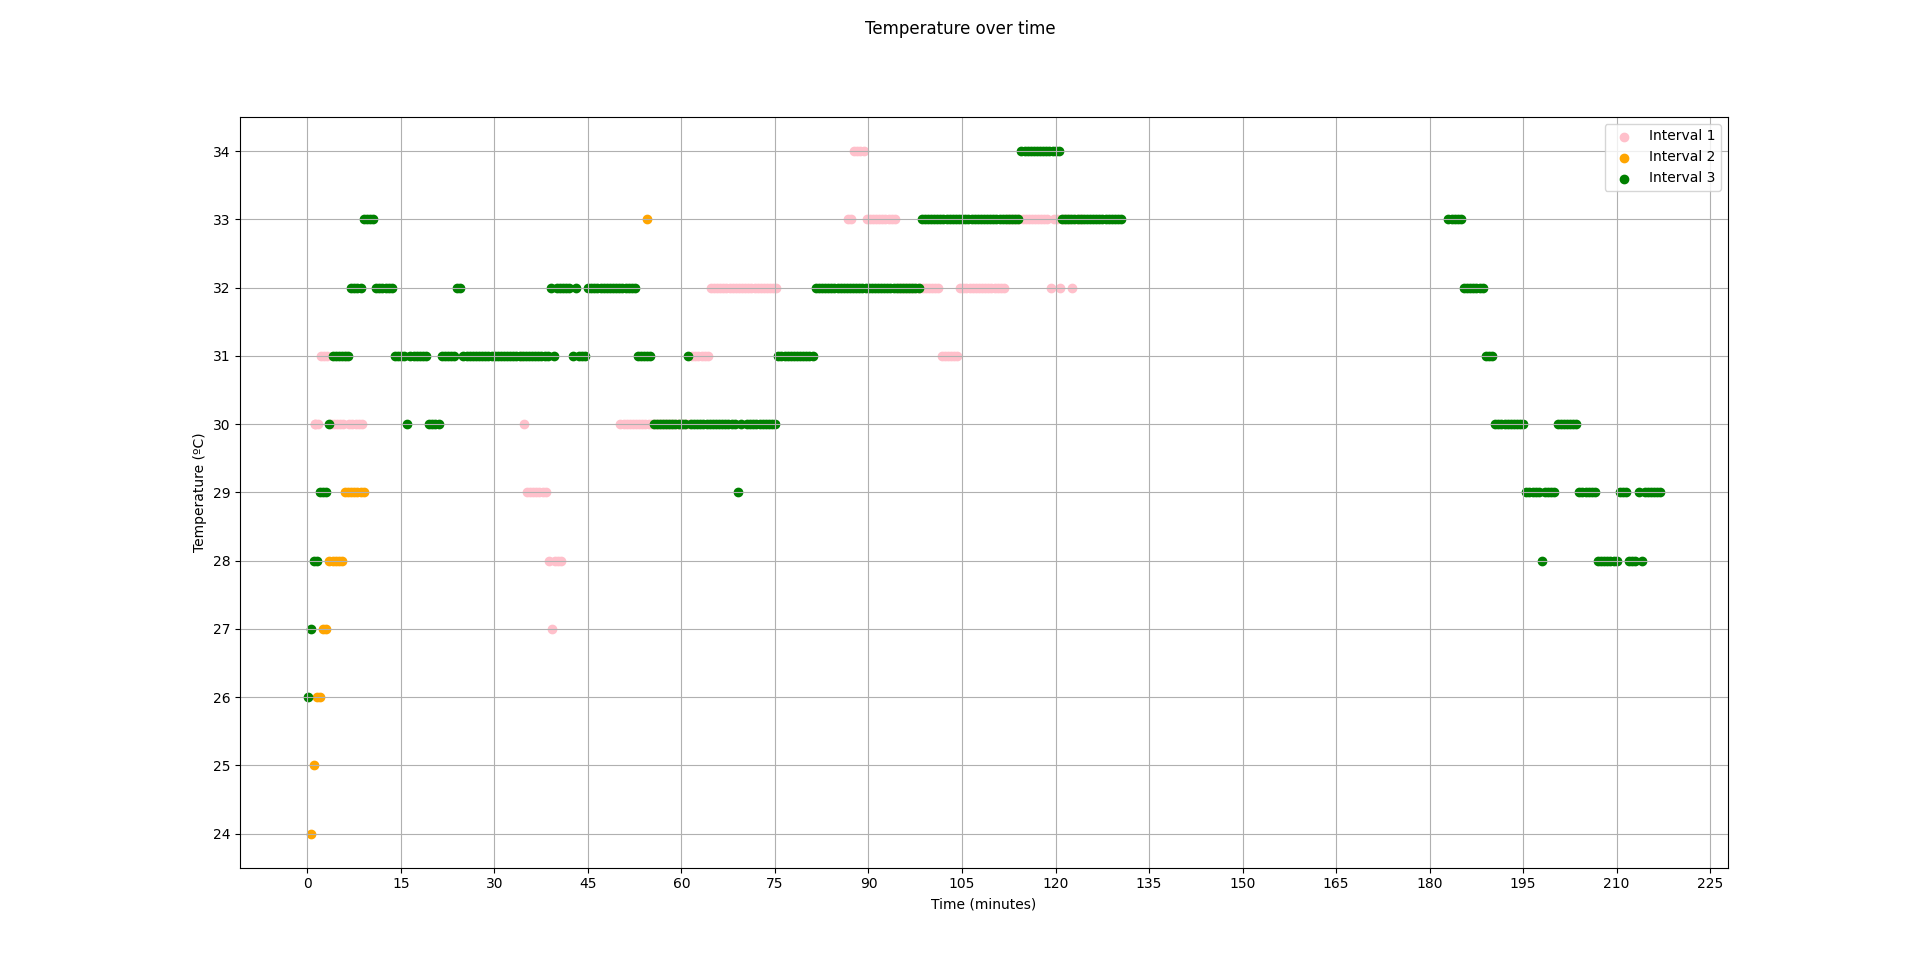 Temperature over time
Interval 1
Interval 2
Interval 3
34
33
32
31
30
29
28
27
26
25
24
Temperature (ºC)
0 15 30 45 60 75 90 105 120 135 150 165 180 195 210 225
Time (minutes)